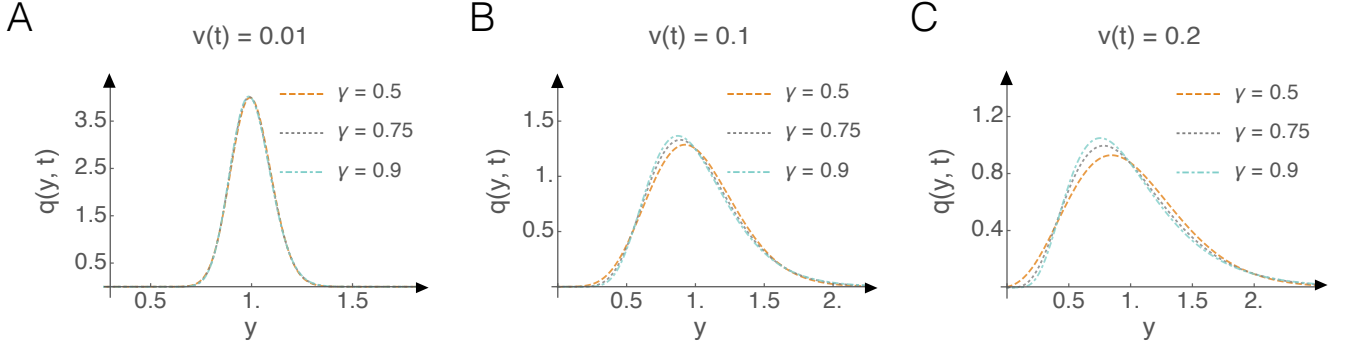 A
v(t) = 0.01
γ = 0.5
γ = 0.75
γ = 0.9
3.5
2.5
1.5
0.5
q(y, t)
0.5
1.
1.5
y
B
v(t) = 0.1
γ = 0.5
γ = 0.75
γ = 0.9
1.5
1.
0.5
q(y, t)
0.5
1.
1.5
2.
y
C
v(t) = 0.2
γ = 0.5
γ = 0.75
γ = 0.9
1.2
0.8
0.4
q(y, t)
0.5
1.
1.5
2.
y